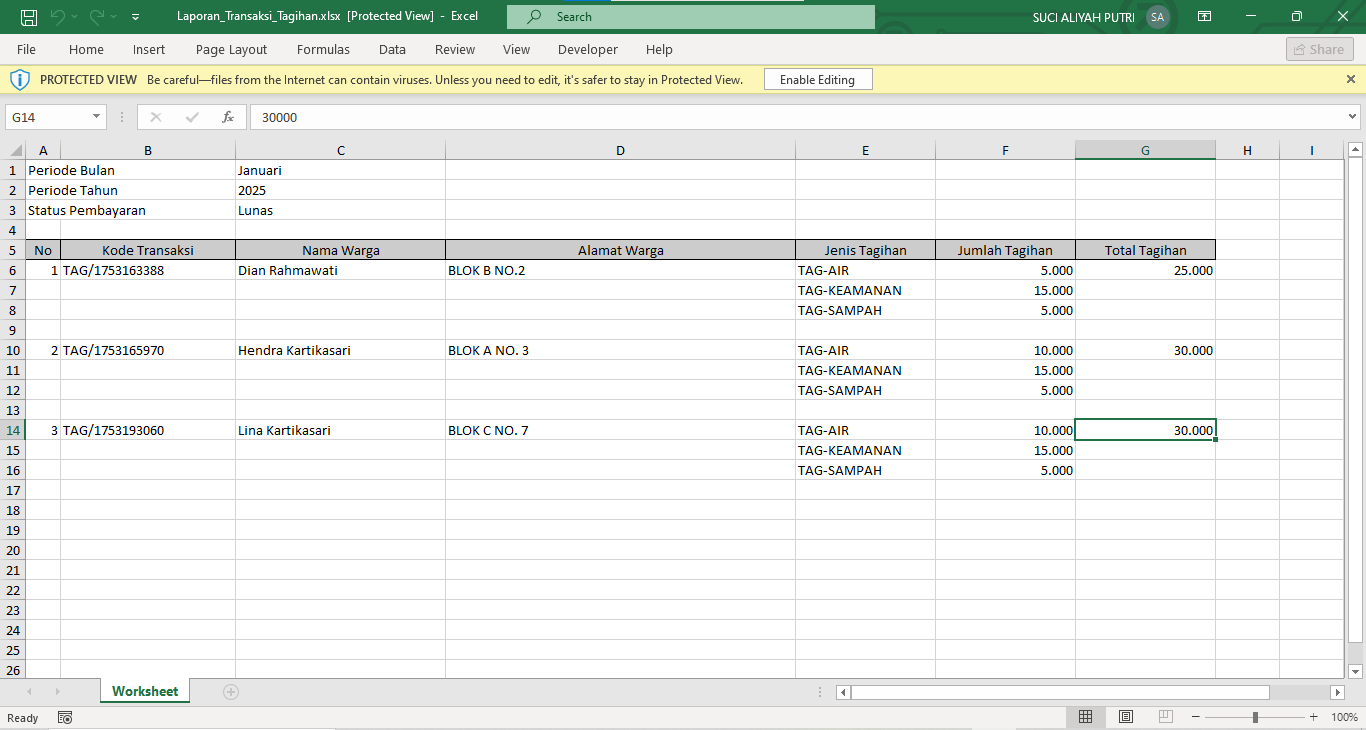 Laporan_Transaksi_Tagihan.xlsx [Protected View] - Excel
Search
SUCI ALIYAH PUTRI SA
File Home Insert Page Layout Formulas Data Review View Developer Help Share
PROTECTED VIEW Be careful—files from the Internet can contain viruses. Unless you need to edit, it's safer to stay in Protected View. Enable Editing
G14 fx 30000
A B C D E F G H I
1 Periode Bulan Januari
2 Periode Tahun 2025
3 Status Pembayaran Lunas
4
5 No Kode Transaksi Nama Warga Alamat Warga Jenis Tagihan Jumlah Tagihan Total Tagihan
6 1 TAG/1753163388 Dian Rahmawati BLOK B NO.2 TAG-AIR 5.000 25.000
7 TAG-KEAMANAN 15.000
8 TAG-SAMPAH 5.000
9
10 2 TAG/1753165970 Hendra Kartikasari BLOK A NO. 3 TAG-AIR 10.000 30.000
11 TAG-KEAMANAN 15.000
12 TAG-SAMPAH 5.000
13
14 3 TAG/1753193060 Lina Kartikasari BLOK C NO. 7 TAG-AIR 10.000 30.000
15 TAG-KEAMANAN 15.000
16 TAG-SAMPAH 5.000
17
18
19
20
21
22
23
24
25
26
Worksheet
Ready 100%